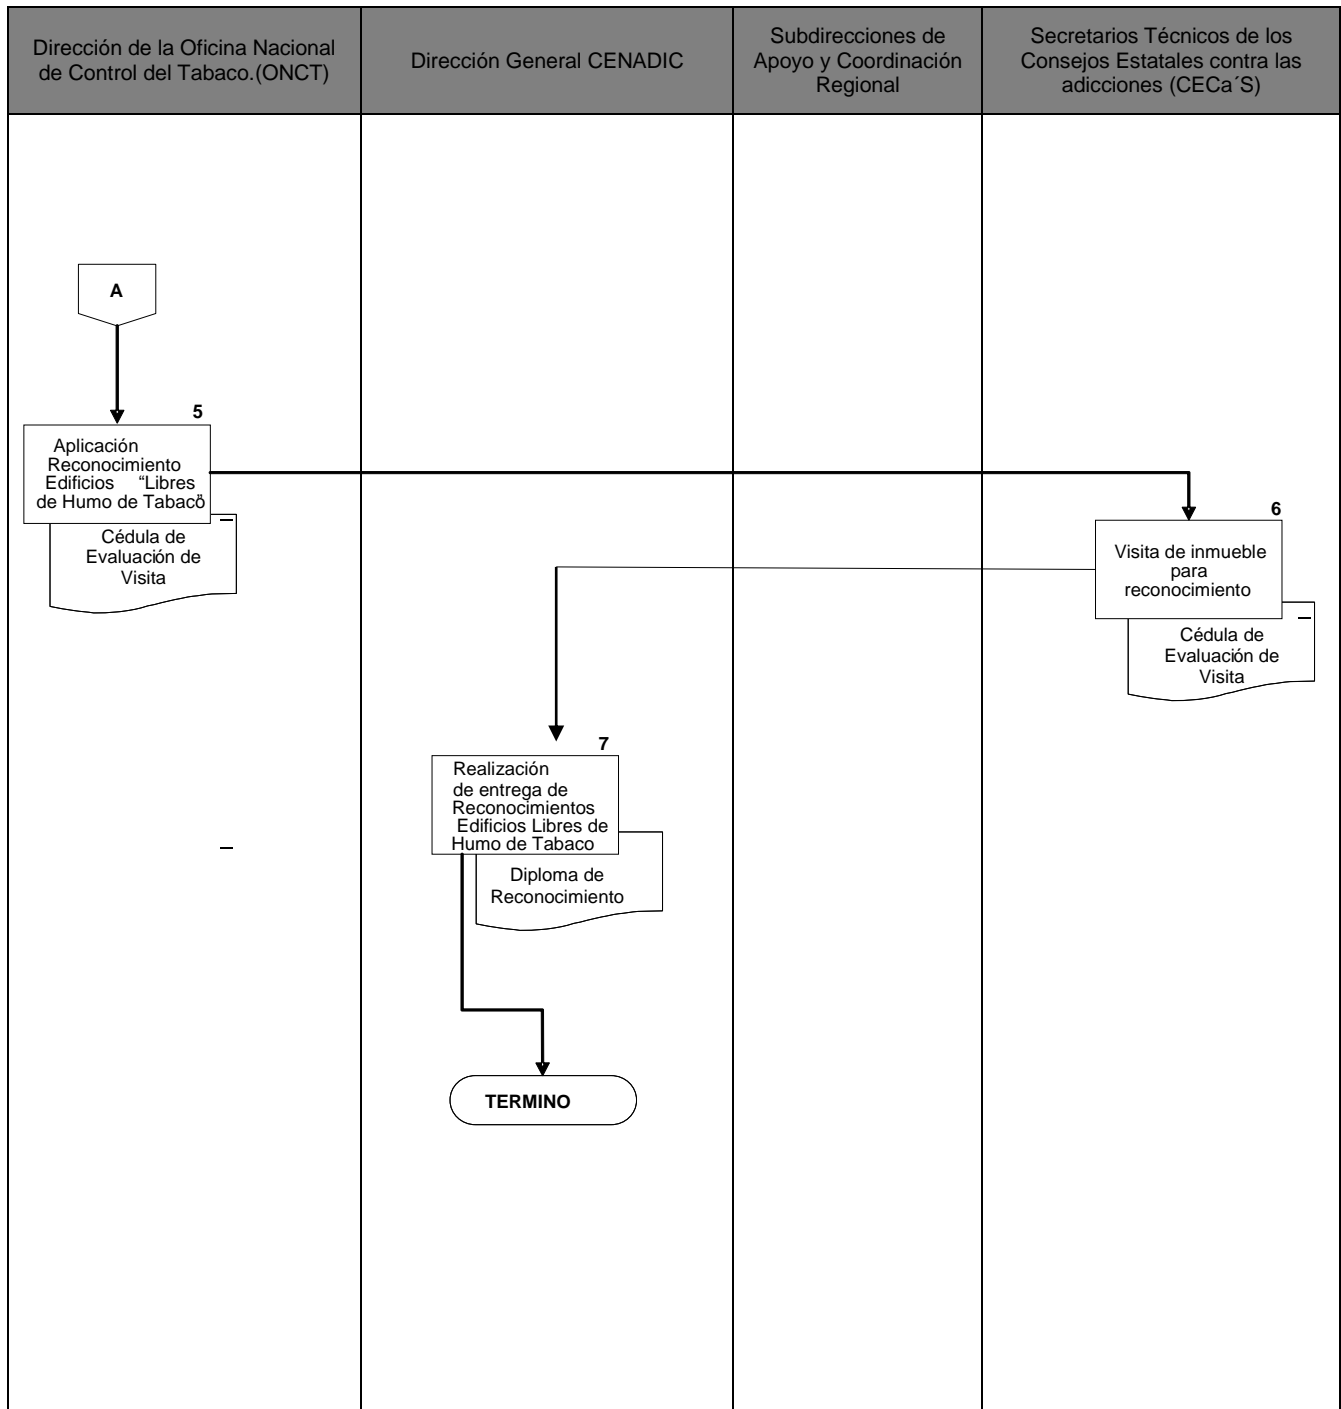 Dirección de la Oficina Nacional
de Control del Tabaco.(ONCT)
Dirección General CENADIC
Subdirecciones de
Apoyo y Coordinación
Regional
Secretarios Técnicos de los
Consejos Estatales contra las
adicciones (CECa´S)
A
5
Aplicación
Reconocimiento
Edificios “Libres
de Humo de Tabaco”
Cédula de
Evaluación de
Visita
6
Visita de inmueble
para
reconocimiento
Cédula de
Evaluación de
Visita
7
Realización
de entrega de
Reconocimientos
Edificios Libres de
Humo de Tabaco
Diploma de
Reconocimiento
TERMINO